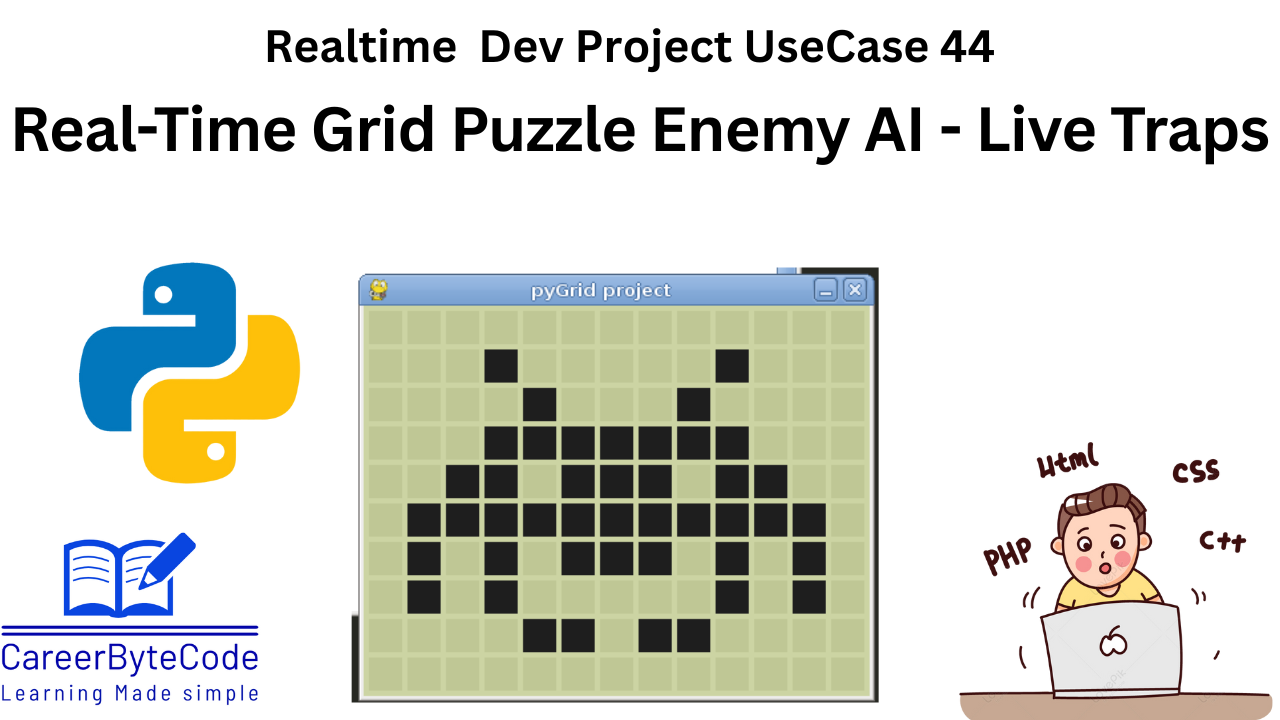 Realtime Dev Project UseCase 44
Real-Time Grid Puzzle Enemy AI - Live Traps
pyGrid project
Html
CSS
PHP
C++
CareerByteCode
Learning Made simple